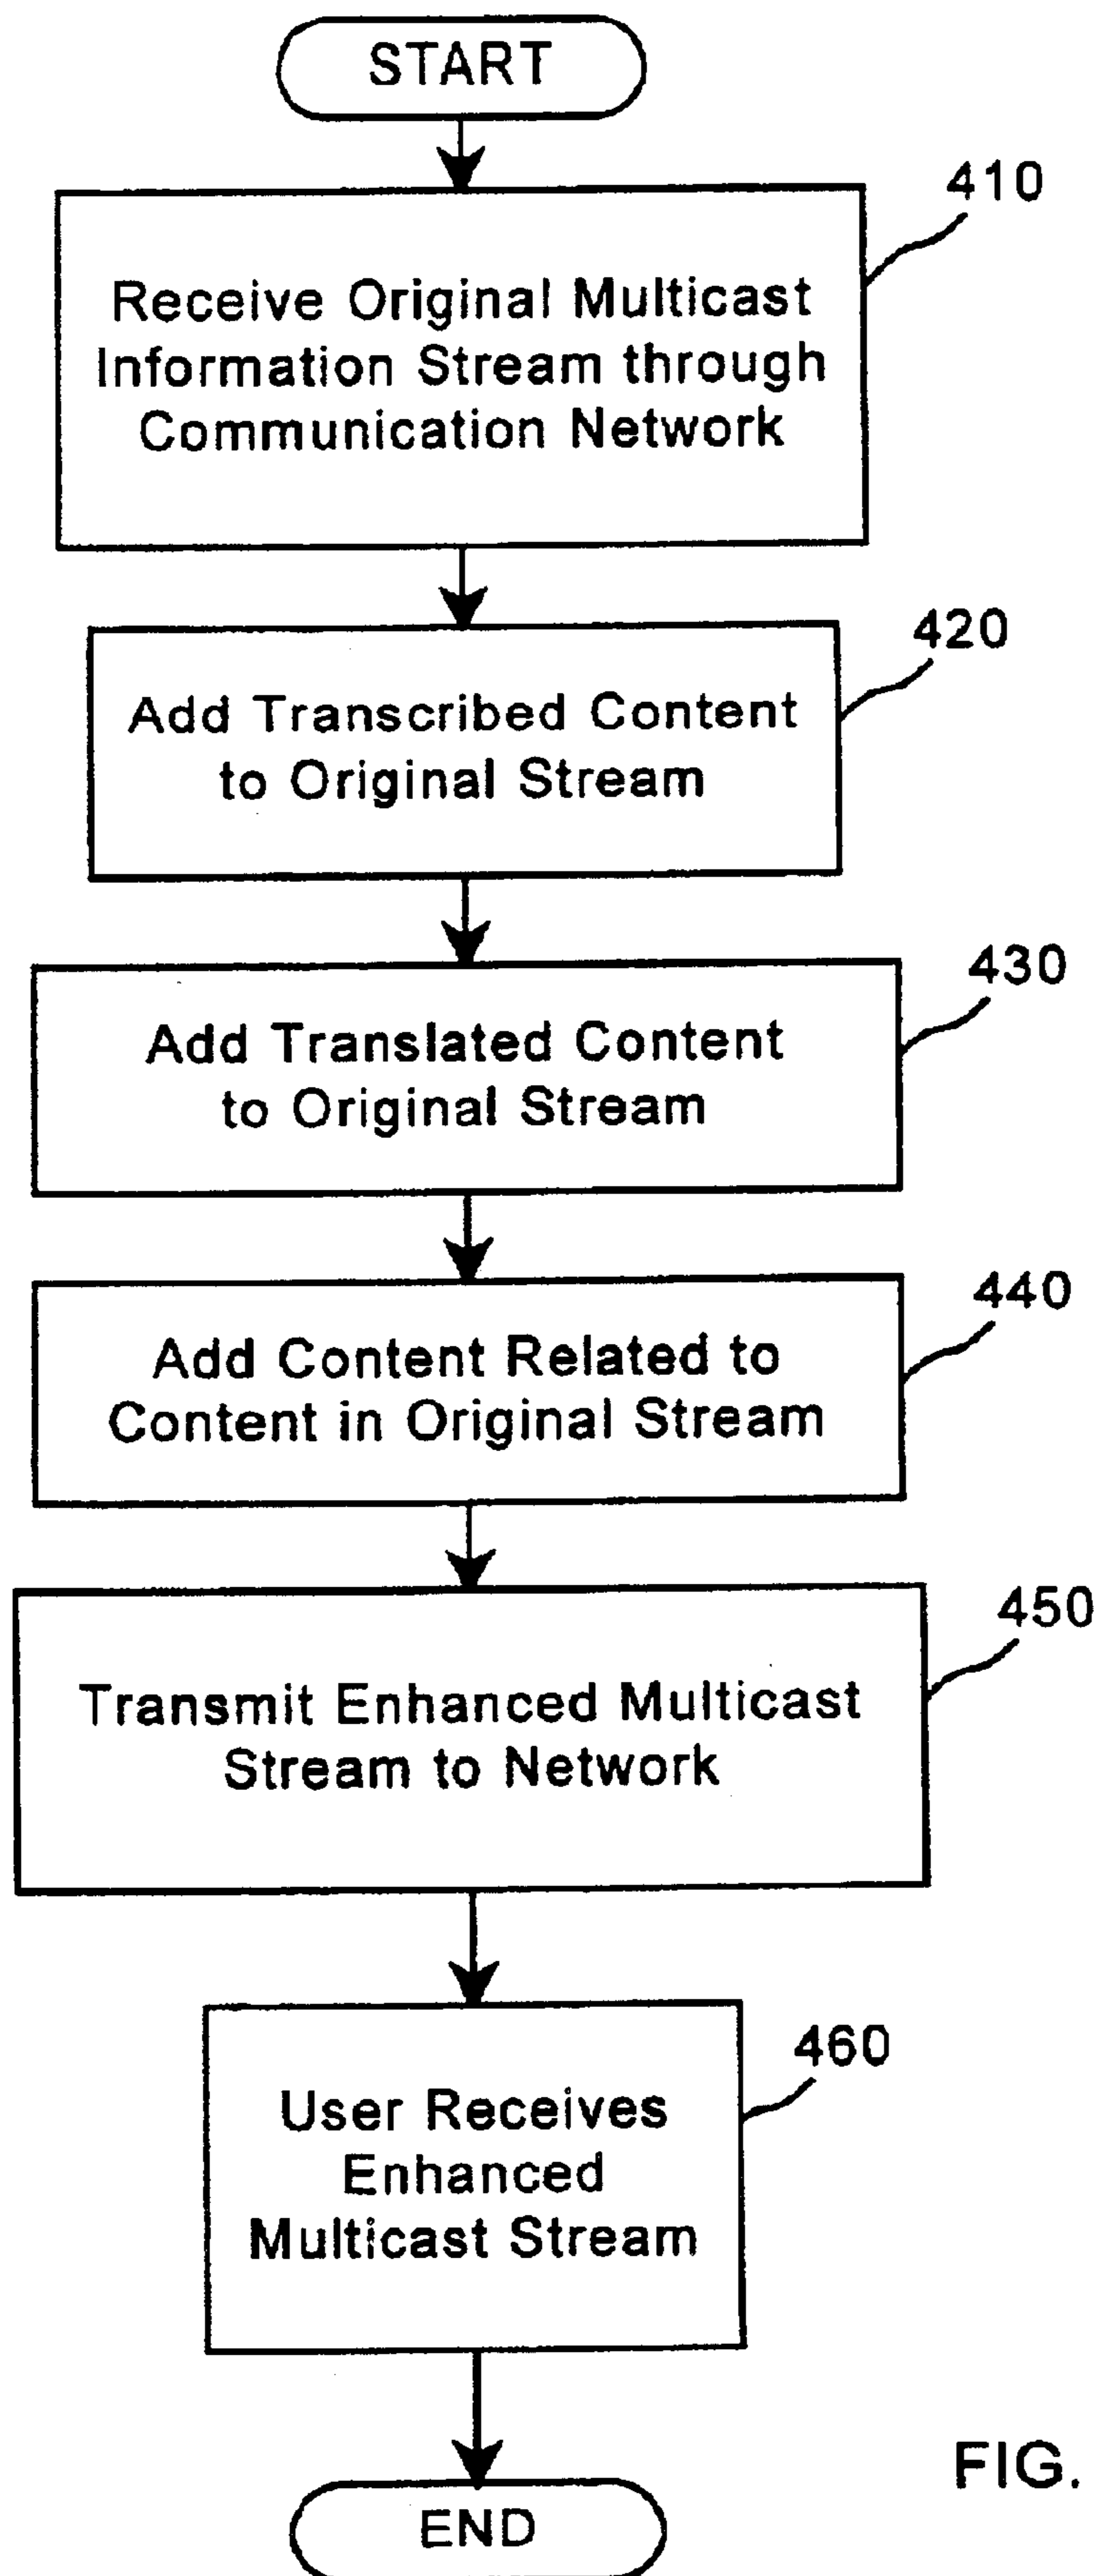 START
410
Receive Original Multicast
Information Stream through
Communication Network
420
Add Transcribed Content
to Original Stream
430
Add Translated Content
to Original Stream
440
Add Content Related to
Content in Original Stream
450
Transmit Enhanced Multicast
Stream to Network
460
User Receives
Enhanced
Multicast Stream
FIG.
END